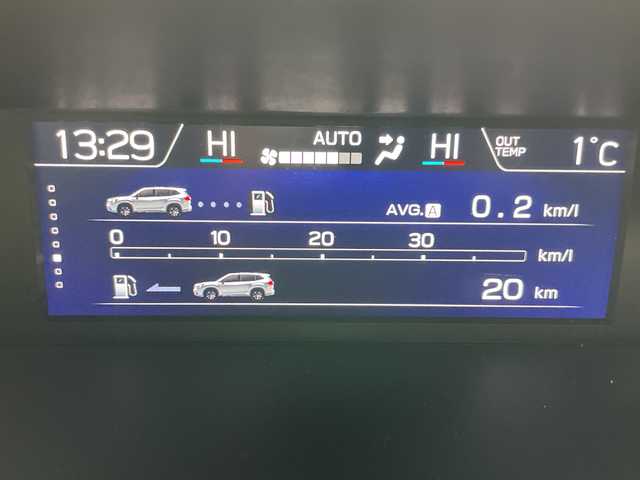 13:29 HI AUTO HI OUT TEMP 1°C
AVG. A 0.2 km/l
0 10 20 30
km/l
20 km